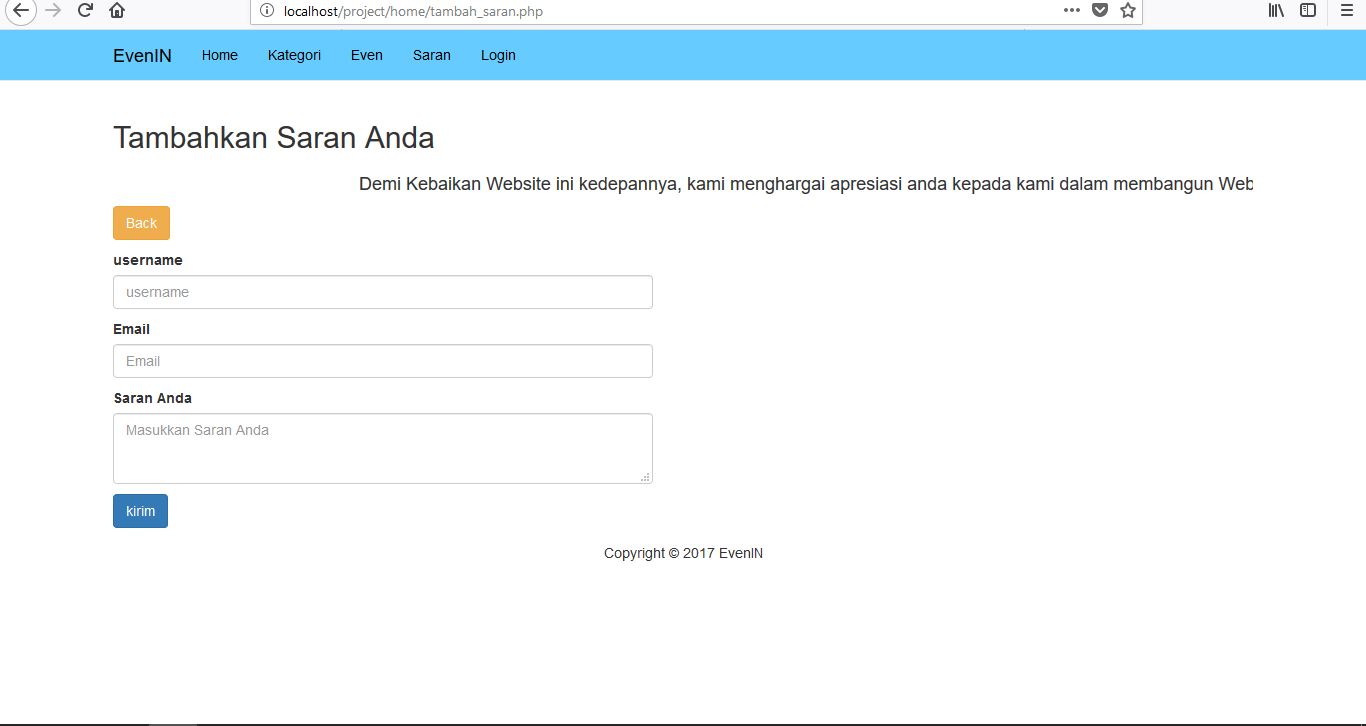 localhost/project/home/tambah_saran.php
EvenIN Home Kategori Even Saran Login
Tambahkan Saran Anda
Demi Kebaikan Website ini kedepannya, kami menghargai apresiasi anda kepada kami dalam membangun Web
Back
username
username
Email
Email
Saran Anda
Masukkan Saran Anda
kirim
Copyright © 2017 EvenIN